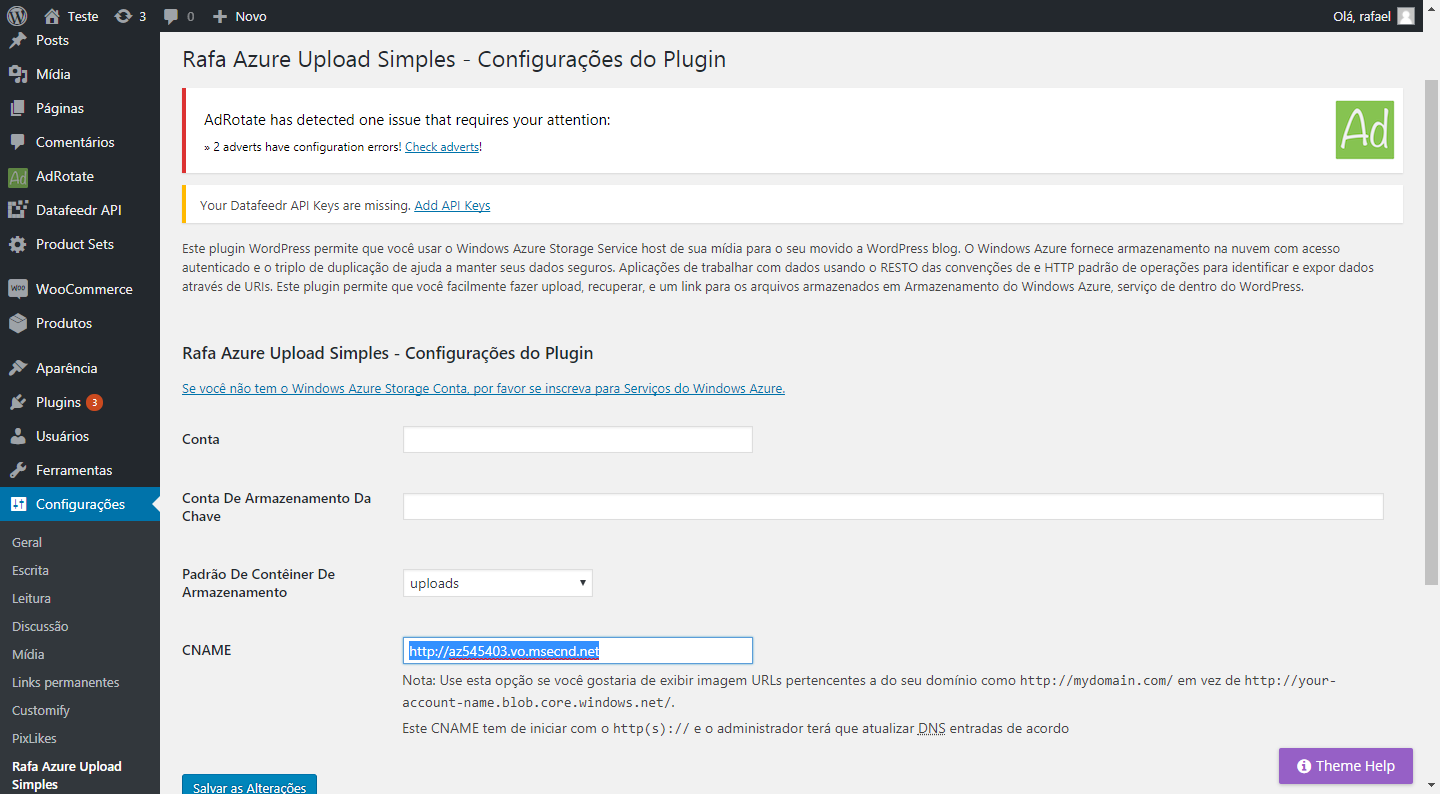 Teste 3 0 Novo Olá, rafael
Posts
Mídia
Páginas
Comentários
Ad AdRotate
Datafeedr API
Product Sets
woo WooCommerce
Produtos
Aparência
Plugins 3
Usuários
Ferramentas
Configurações
Geral
Escrita
Leitura
Discussão
Mídia
Links permanentes
Customify
PixLikes
Rafa Azure Upload
Simples
Rafa Azure Upload Simples - Configurações do Plugin
AdRotate has detected one issue that requires your attention:
» 2 adverts have configuration errors! Check adverts!
Ad
Your Datafeedr API Keys are missing. Add API Keys
Este plugin WordPress permite que você usar o Windows Azure Storage Service host de sua mídia para o seu movido a WordPress blog. O Windows Azure fornece armazenamento na nuvem com acesso
autenticado e o triplo de duplicação de ajuda a manter seus dados seguros. Aplicações de trabalhar com dados usando o RESTO das convenções de e HTTP padrão de operações para identificar e expor dados
através de URIs. Este plugin permite que você facilmente fazer upload, recuperar, e um link para os arquivos armazenados em Armazenamento do Windows Azure, serviço de dentro do WordPress.
Rafa Azure Upload Simples - Configurações do Plugin
Se você não tem o Windows Azure Storage Conta, por favor se inscreva para Serviços do Windows Azure.
Conta
Conta De Armazenamento Da
Chave
Padrão De Contêiner De
Armazenamento
uploads
CNAME
http://az545403.vo.msecnd.net
Nota: Use esta opção se você gostaria de exibir imagem URLs pertencentes a do seu domínio como http://mydomain.com/ em vez de http://your-
account-name.blob.core.windows.net/.
Este CNAME tem de iniciar com o http(s):// e o administrador terá que atualizar DNS entradas de acordo
Salvar as Alterações
Theme Help